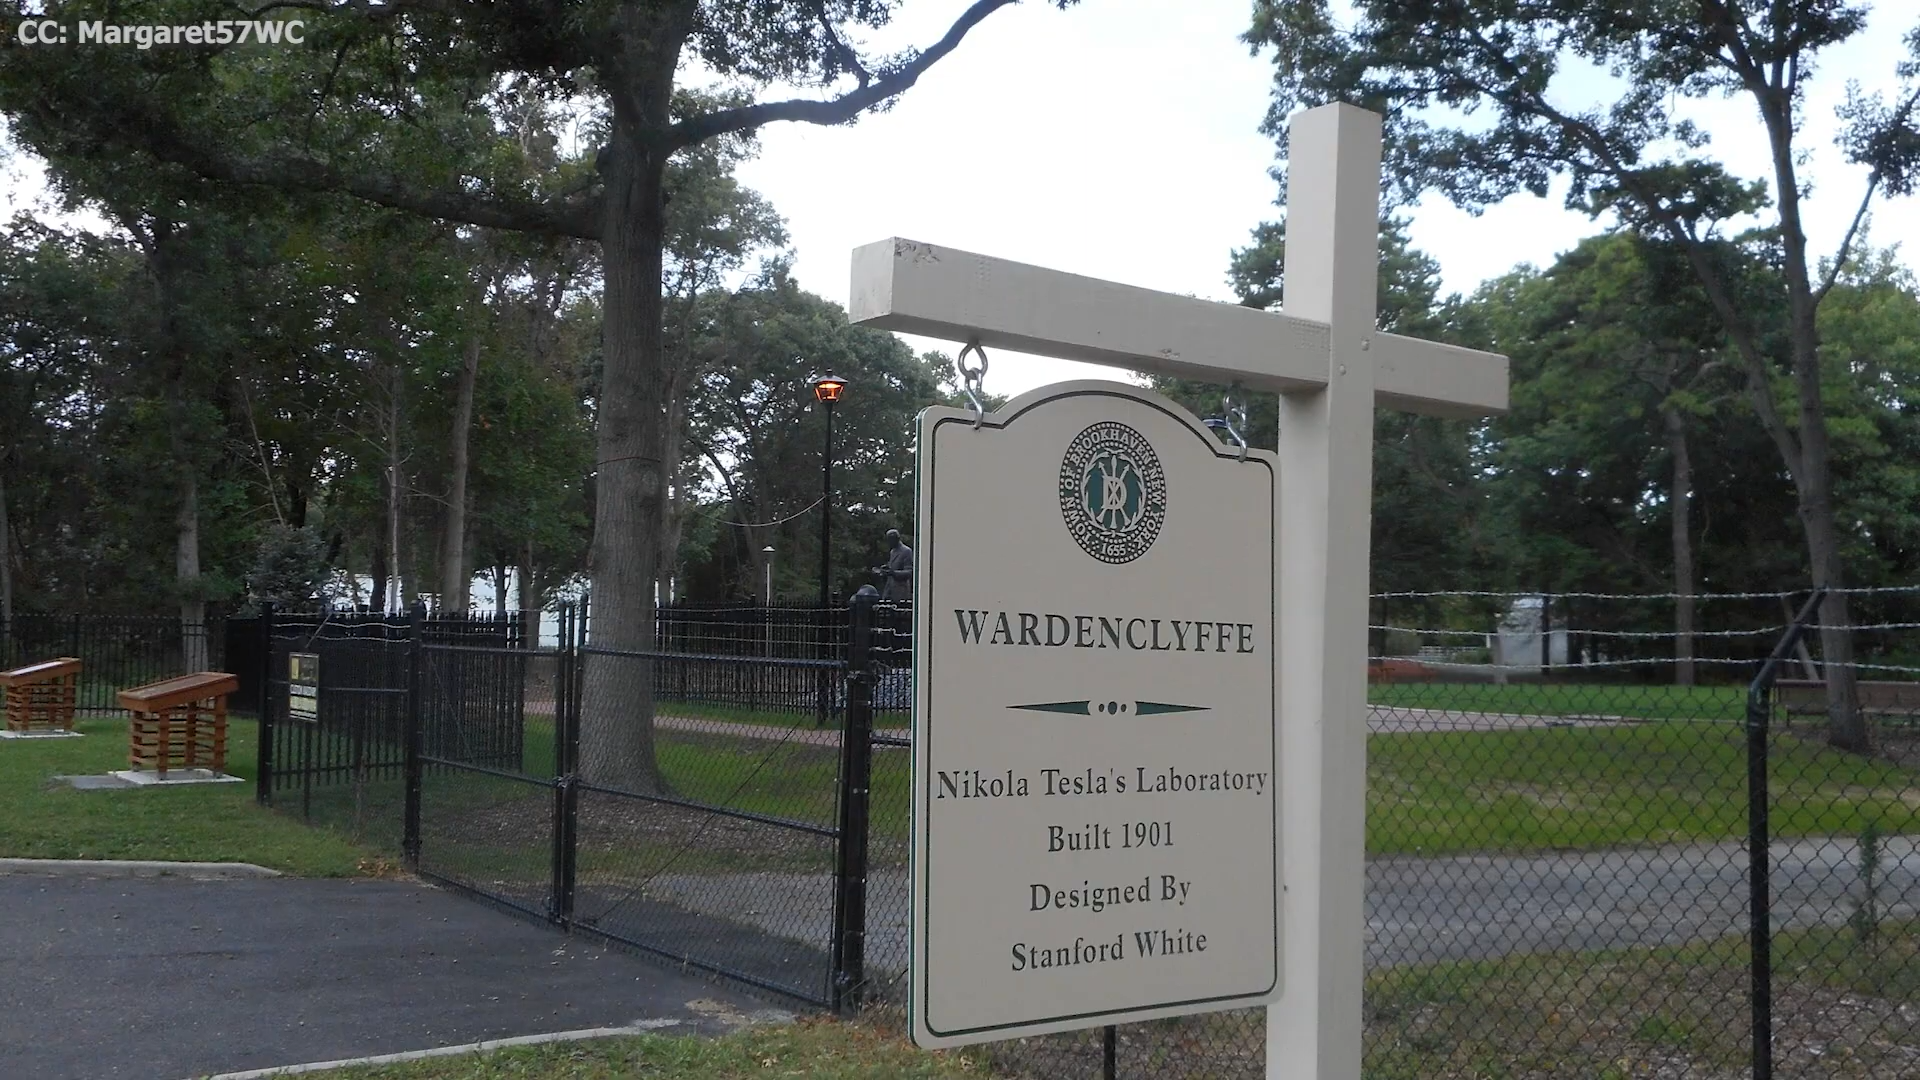 CC: Margaret57WC
TOWN OF BROOKHAVEN NEW YORK
1655
WARDENCLYFFE
Nikola Tesla's Laboratory
Built 1901
Designed By
Stanford White